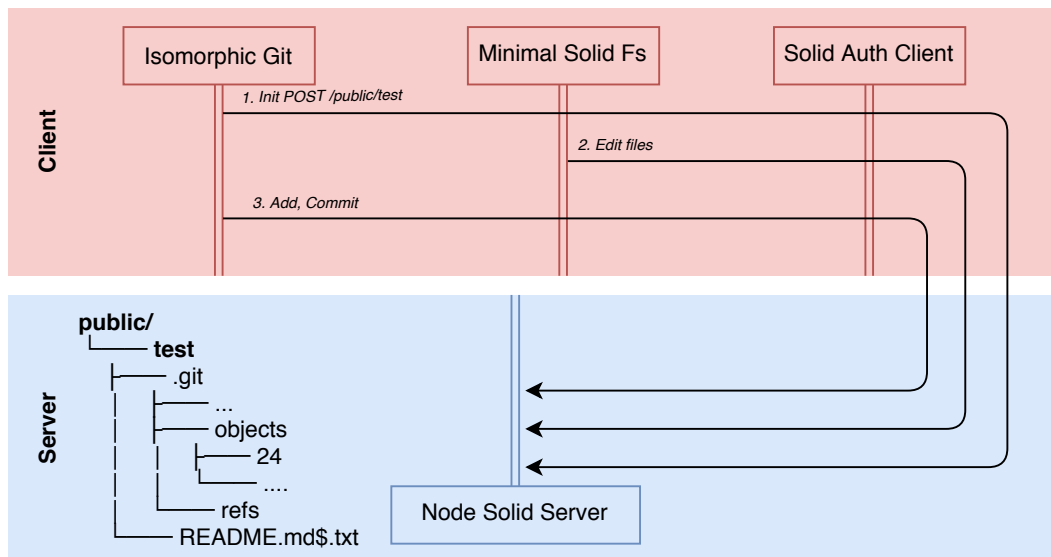 Isomorphic Git
Minimal Solid Fs
Solid Auth Client
1. Init POST /public/test
2. Edit files
3. Add, Commit
Client
public/
test
.git
...
objects
24
....
refs
README.md$.txt
Server
Node Solid Server